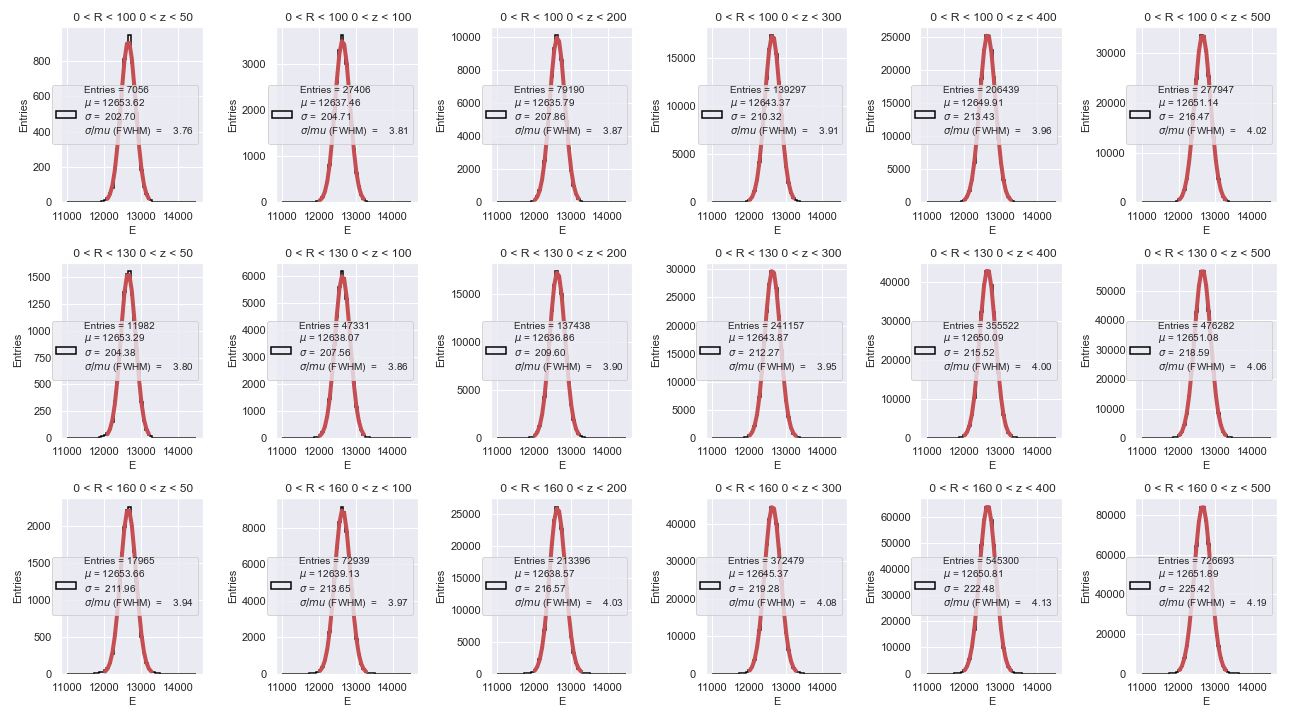 0 < R < 100 0 < z < 50
Entries
800
600
400
200
0
Entries = 7056
μ = 12653.62
σ = 202.70
σ/mu (FWHM) = 3.76
11000 12000 13000 14000
E
0 < R < 100 0 < z < 100
3000
2000
1000
0
Entries = 27406
μ = 12637.46
σ = 204.71
σ/mu (FWHM) = 3.81
11000 12000 13000 14000
E
0 < R < 100 0 < z < 200
Entries
10000
8000
6000
4000
2000
0
Entries = 79190
μ = 12635.79
σ = 207.86
σ/mu (FWHM) = 3.87
11000 12000 13000 14000
E
0 < R < 100 0 < z < 300
Entries
15000
10000
5000
0
Entries = 139297
μ = 12643.37
σ = 210.32
σ/mu (FWHM) = 3.91
11000 12000 13000 14000
E
0 < R < 100 0 < z < 400
Entries
25000
20000
15000
10000
5000
0
Entries = 206439
μ = 12649.91
σ = 213.43
σ/mu (FWHM) = 3.96
11000 12000 13000 14000
E
0 < R < 100 0 < z < 500
Entries
30000
20000
10000
0
Entries = 277947
μ = 12651.14
σ = 216.47
σ/mu (FWHM) = 4.02
11000 12000 13000 14000
E
0 < R < 130 0 < z < 50
Entries
1500
1250
1000
750
500
250
0
Entries = 11982
μ = 12653.29
σ = 204.38
σ/mu (FWHM) = 3.80
11000 12000 13000 14000
E
0 < R < 130 0 < z < 100
Entries
6000
5000
4000
3000
2000
1000
0
Entries = 47331
μ = 12638.07
σ = 207.56
σ/mu (FWHM) = 3.86
11000 12000 13000 14000
E
0 < R < 130 0 < z < 200
Entries
15000
10000
5000
0
Entries = 137438
μ = 12636.86
σ = 209.60
σ/mu (FWHM) = 3.90
11000 12000 13000 14000
E
0 < R < 130 0 < z < 300
Entries
30000
25000
20000
15000
10000
5000
0
Entries = 241157
μ = 12643.87
σ = 212.27
σ/mu (FWHM) = 3.95
11000 12000 13000 14000
E
0 < R < 130 0 < z < 400
Entries
40000
30000
20000
10000
0
Entries = 355522
μ = 12650.09
σ = 215.52
σ/mu (FWHM) = 4.00
11000 12000 13000 14000
E
0 < R < 130 0 < z < 500
Entries
50000
40000
30000
20000
10000
0
Entries = 476282
μ = 12651.08
σ = 218.59
σ/mu (FWHM) = 4.06
11000 12000 13000 14000
E
0 < R < 160 0 < z < 50
Entries
2000
1500
1000
500
0
Entries = 17965
μ = 12653.66
σ = 211.96
σ/mu (FWHM) = 3.94
11000 12000 13000 14000
E
0 < R < 160 0 < z < 100
Entries
8000
6000
4000
2000
0
Entries = 72939
μ = 12639.13
σ = 213.65
σ/mu (FWHM) = 3.97
11000 12000 13000 14000
E
0 < R < 160 0 < z < 200
Entries
25000
20000
15000
10000
5000
0
Entries = 213396
μ = 12638.57
σ = 216.57
σ/mu (FWHM) = 4.03
11000 12000 13000 14000
E
0 < R < 160 0 < z < 300
Entries
40000
30000
20000
10000
0
Entries = 372479
μ = 12645.37
σ = 219.28
σ/mu (FWHM) = 4.08
11000 12000 13000 14000
E
0 < R < 160 0 < z < 400
Entries
60000
50000
40000
30000
20000
10000
0
Entries = 545300
μ = 12650.81
σ = 222.48
σ/mu (FWHM) = 4.13
11000 12000 13000 14000
E
0 < R < 160 0 < z < 500
Entries
80000
60000
40000
20000
0
Entries = 726693
μ = 12651.89
σ = 225.42
σ/mu (FWHM) = 4.19
11000 12000 13000 14000
E